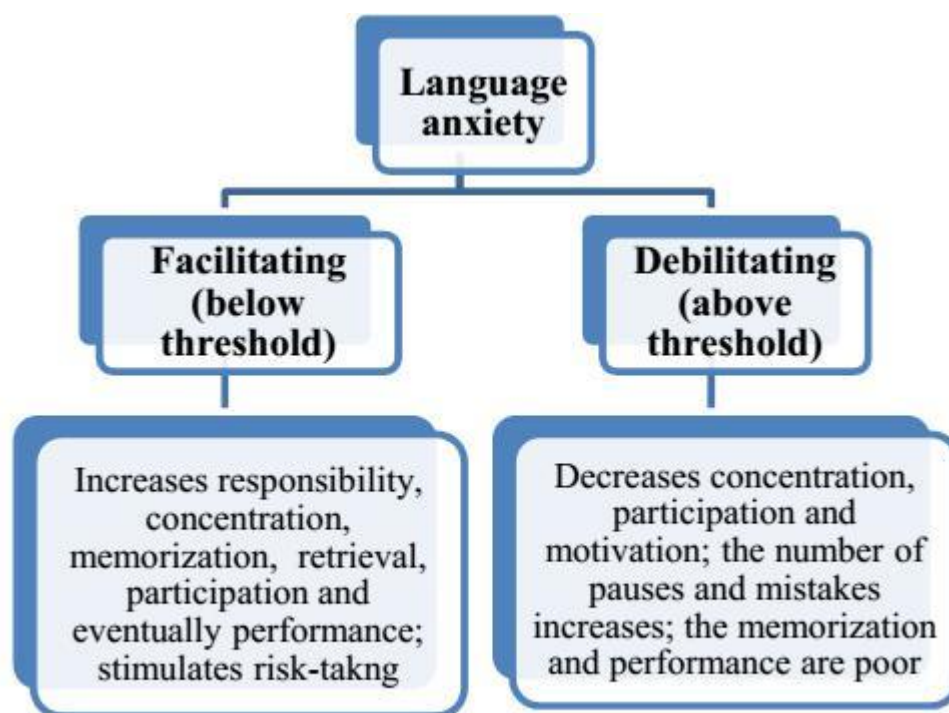 Language
anxiety
Facilitating
(below
threshold)
Debilitating
(above
threshold)
Increases responsibility,
concentration,
memorization, retrieval,
participation and
eventually performance;
stimulates risk-takng
Decreases concentration,
participation and
motivation; the number of
pauses and mistakes
increases; the memorization
and performance are poor